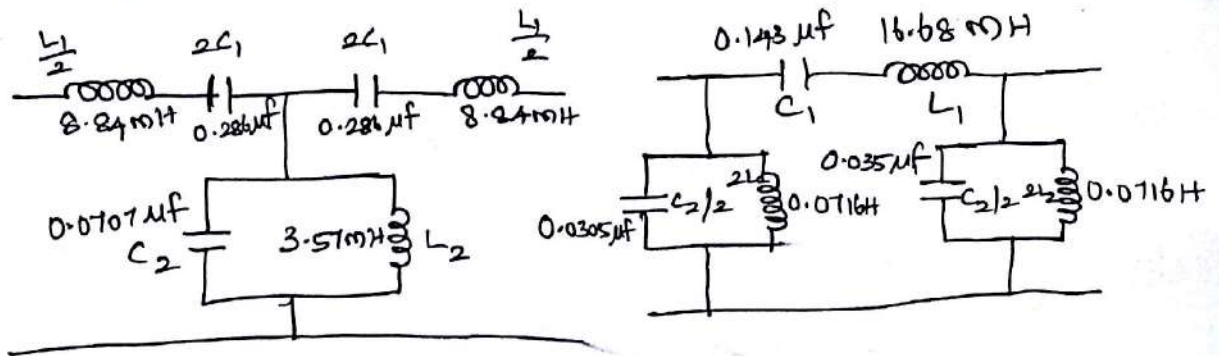 L₁/2 2C₁ 2C₁ L₁/2
8.84mH 0.286μf 0.286μf 8.84mH
0.0707μf
C₂
3.57mH L₂
0.143μf 16.68mH
C₁ L₁
0.0305μf C₂/2 2L 0.0716H
0.035μf C₂/2 2L₂ 0.0716H